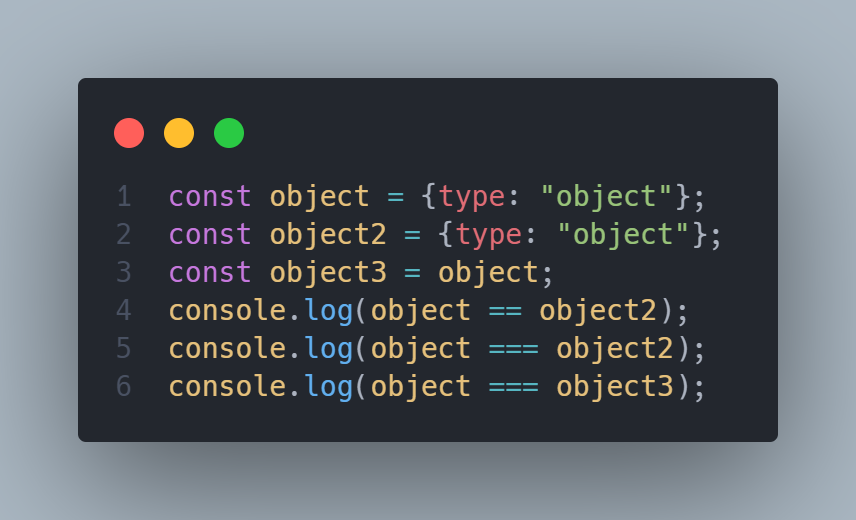 1 const object = {type: "object"};
2 const object2 = {type: "object"};
3 const object3 = object;
4 console.log(object == object2);
5 console.log(object === object2);
6 console.log(object === object3);